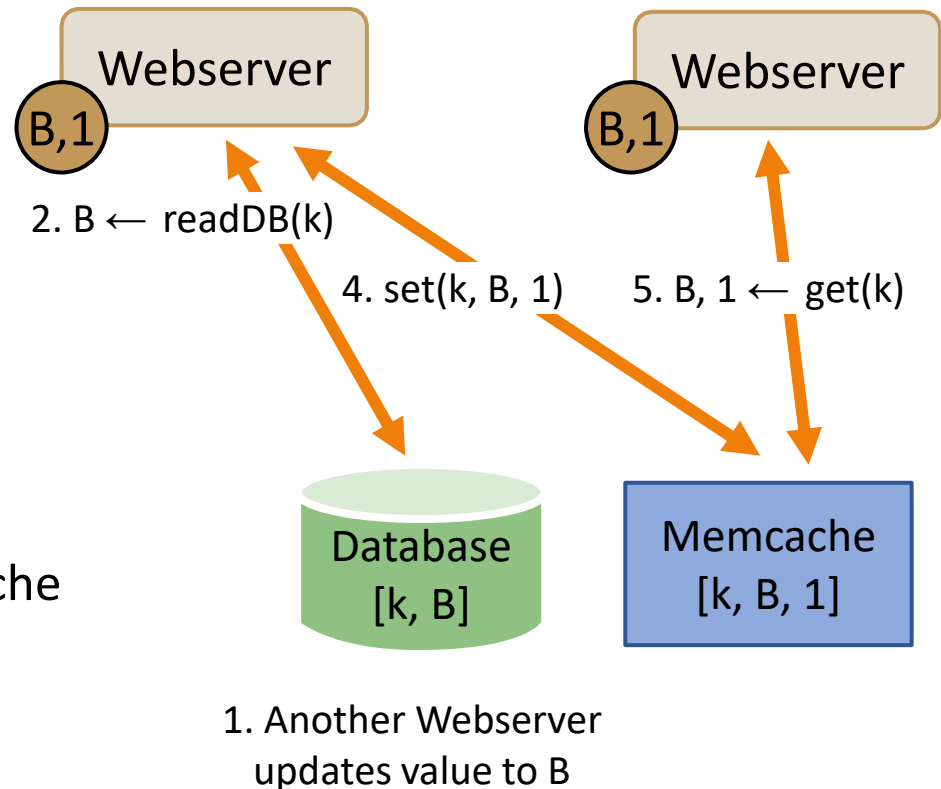 Webserver
Webserver
B,1
B,1
2. B ← readDB(k)
4. set(k, B, 1)
5. B, 1 ← get(k)
Database
[k, B]
Memcache
[k, B, 1]
che
1. Another Webserver
updates value to B